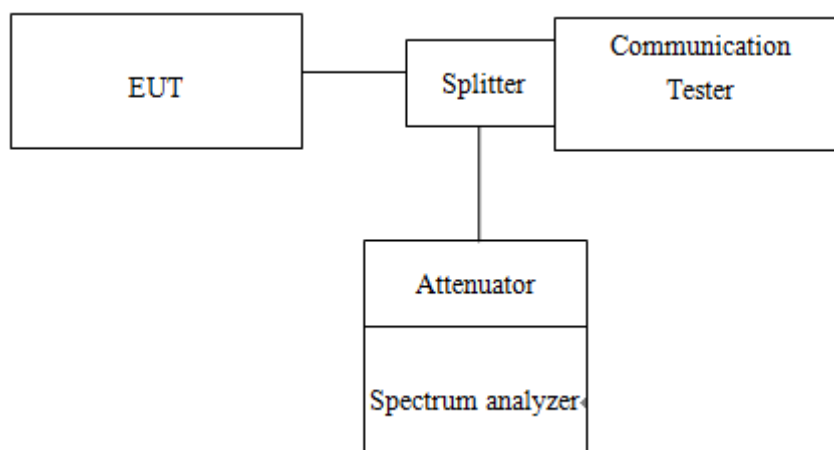 EUT
Splitter
Communication
Tester
Attenuator
Spectrum analyzer